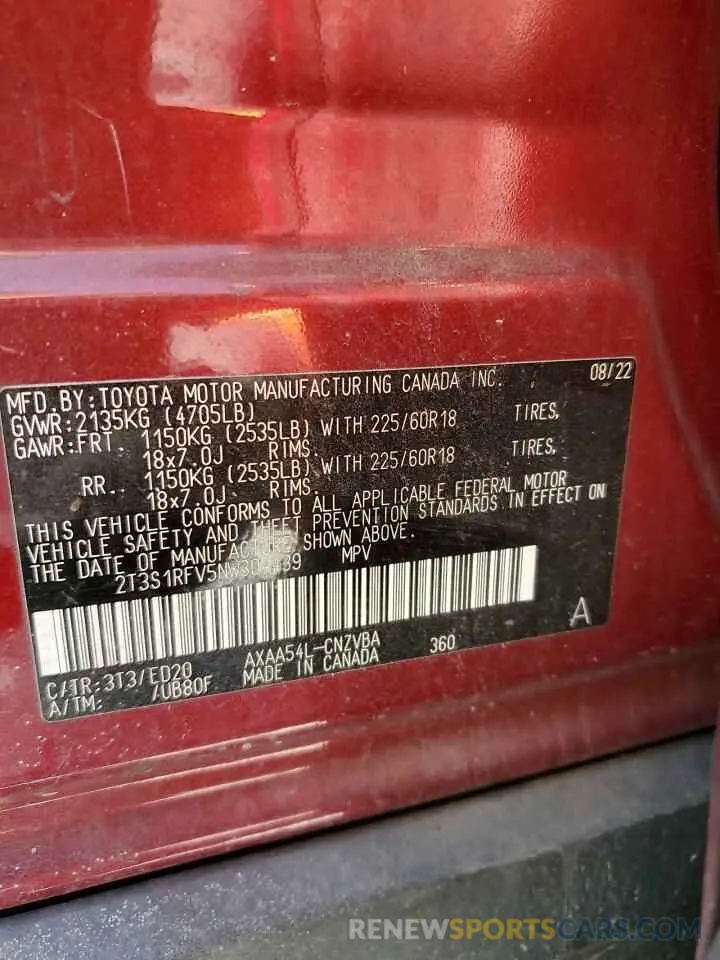 MFD.BY:TOYOTA MOTOR MANUFACTURING CANADA INC. 08/22
GVWR:2135KG (4705LB)
GAWR:FRT. 1150KG (2535LB) WITH 225/60R18 TIRES,
18x7.0J RIMS,
RR. 1150KG (2535LB) WITH 225/60R18 TIRES,
18x7.0J RIMS.
THIS VEHICLE CONFORMS TO ALL APPLICABLE FEDERAL MOTOR
VEHICLE SAFETY AND THEFT PREVENTION STANDARDS IN EFFECT ON
THE DATE OF MANUFACTURE SHOWN ABOVE.
MPV
A
C/TR:3T3/ED20 AXAA54L-CNZVBA 360
A/TM: /UB80F MADE IN CANADA
RENEWSPORTSCARS.COM